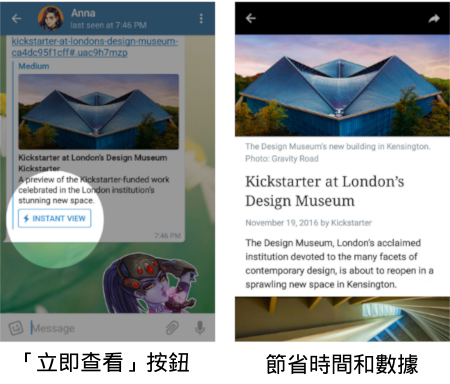 Anna
last seen at 7:46 PM
kickstarter-at-londons-design-museum-
ca4dc95f1cff#.uac9h7mzp
Medium
Kickstarter at London's Design Museum
Kickstarter
A preview of the Kickstarter-funded work
celebrated in the London institution's
stunning new space.
INSTANT VIEW
7:46 PM
Message
「立即查看」按鈕
The Design Museum's new building in Kensington.
Photo: Gravity Road
Kickstarter at London's
Design Museum
November 19, 2016 by Kickstarter
The Design Museum, London's acclaimed
institution devoted to the many facets of
contemporary design, is about to reopen in a
sprawling new space in Kensington.
節省時間和數據